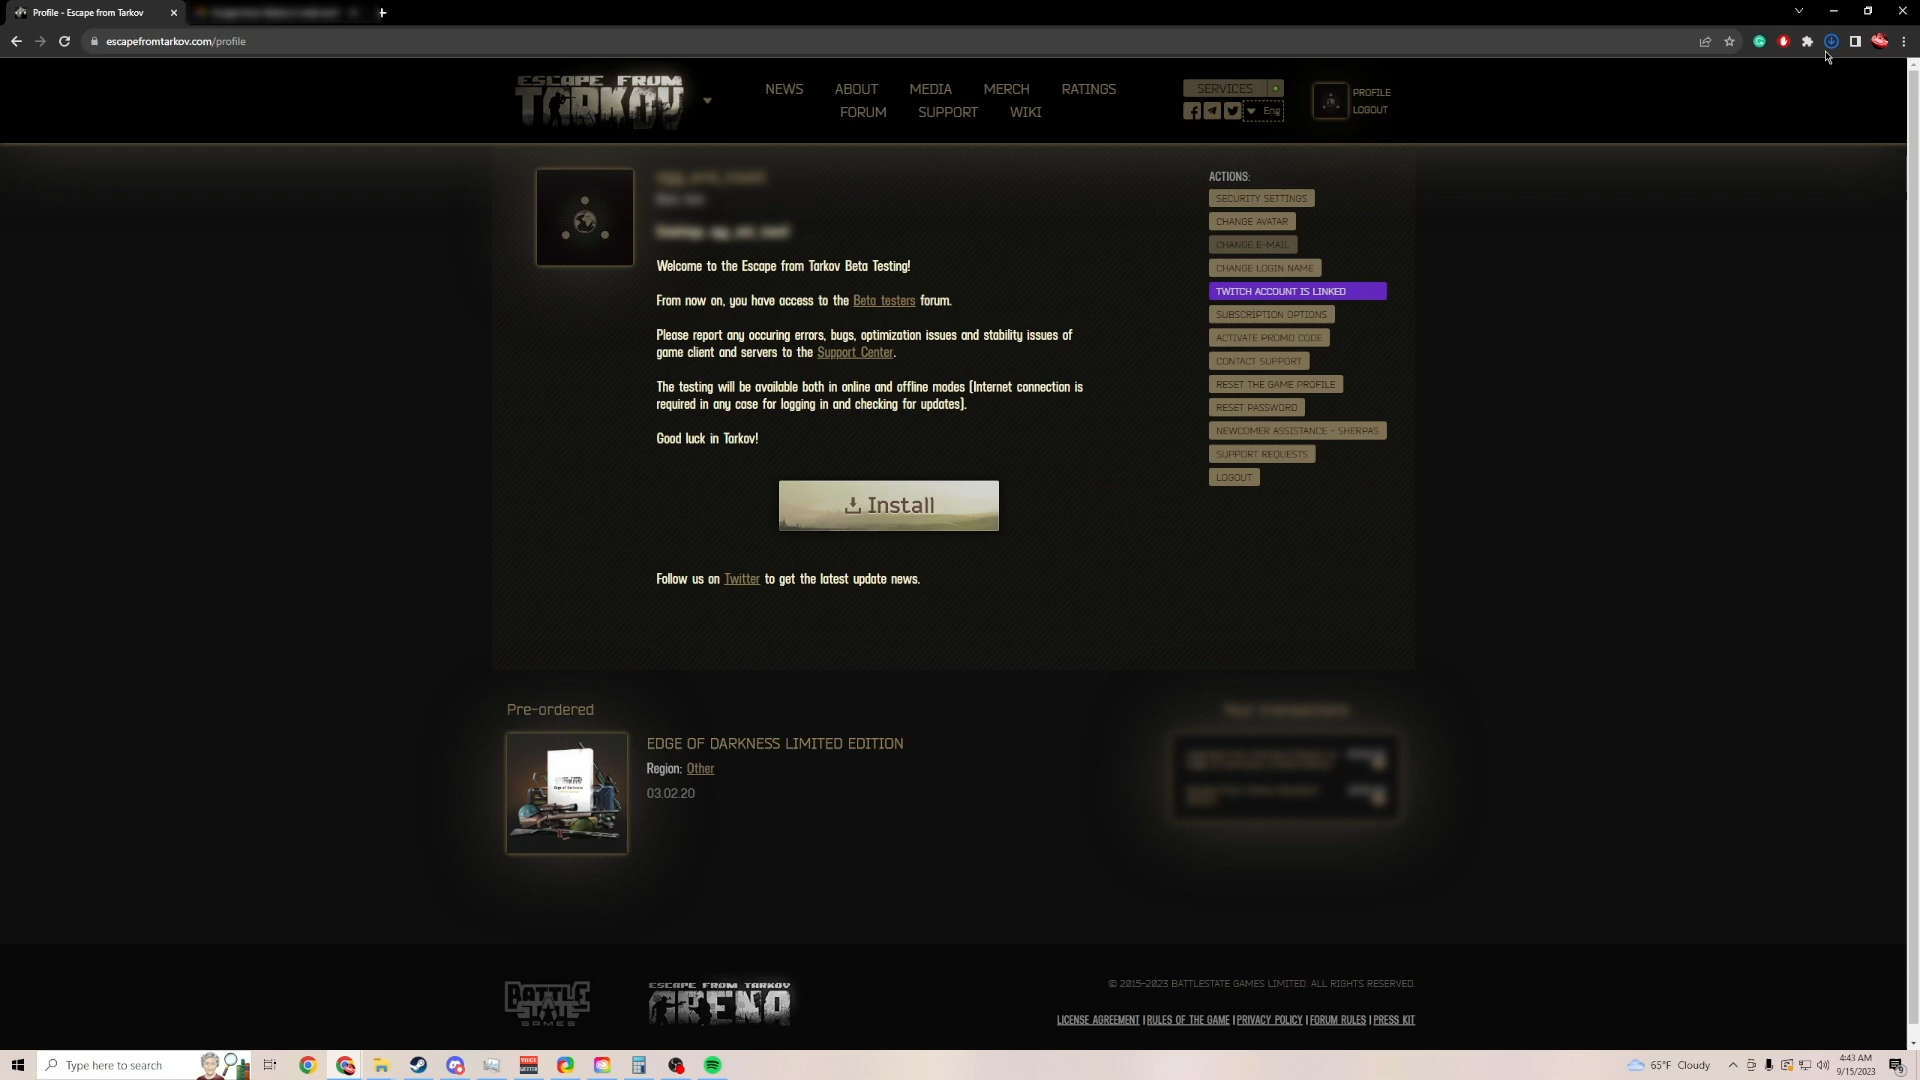 Profile - Escape from Tarkov
escapefromtarkov.com/profile
ESCAPE FROM
TARKOV
NEWS ABOUT MEDIA MERCH RATINGS
FORUM SUPPORT WIKI
SERVICES
Eng
PROFILE
LOGOUT
Welcome to the Escape from Tarkov Beta Testing!
From now on, you have access to the Beta testers forum.
Please report any occuring errors, bugs, optimization issues and stability issues of
game client and servers to the Support Center.
The testing will be available both in online and offline modes (Internet connection is
required in any case for logging in and checking for updates).
Good luck in Tarkov!
Install
Follow us on Twitter to get the latest update news.
ACTIONS:
SECURITY SETTINGS
CHANGE AVATAR
CHANGE E-MAIL
CHANGE LOGIN NAME
TWITCH ACCOUNT IS LINKED
SUBSCRIPTION OPTIONS
ACTIVATE PROMO CODE
CONTACT SUPPORT
RESET THE GAME PROFILE
RESET PASSWORD
NEWCOMER ASSISTANCE - SHERPAS
SUPPORT REQUESTS
LOGOUT
Pre-ordered
EDGE OF DARKNESS LIMITED EDITION
Region: Other
03.02.20
BATTLE
STATE
GAMES
ESCAPE FROM TARKOV
ARENA
© 2015-2023 BATTLESTATE GAMES LIMITED. ALL RIGHTS RESERVED.
LICENSE AGREEMENT | RULES OF THE GAME | PRIVACY POLICY | FORUM RULES | PRESS KIT
Type here to search
65°F Cloudy
4:43 AM
9/15/2023